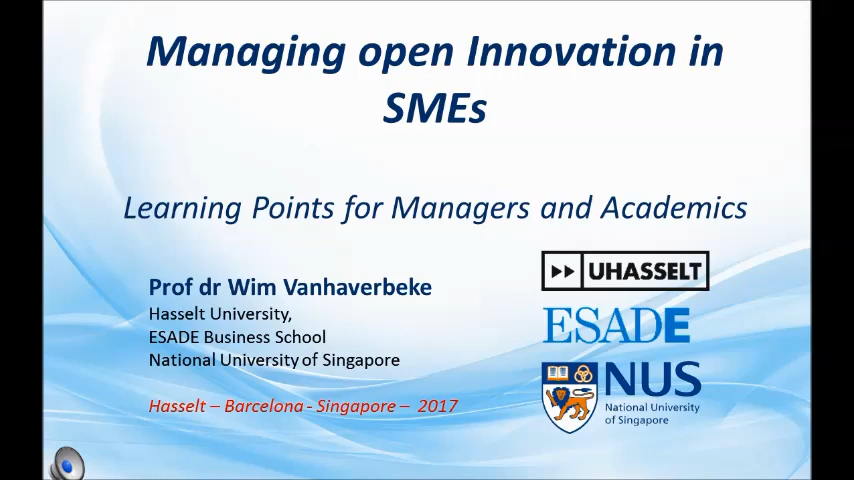 Managing open Innovation in
SMEs
Learning Points for Managers and Academics
Prof dr Wim Vanhaverbeke
Hasselt University,
ESADE Business School
National University of Singapore
Hasselt – Barcelona - Singapore – 2017
UHASSELT
ESADE
NUS
National University
of Singapore